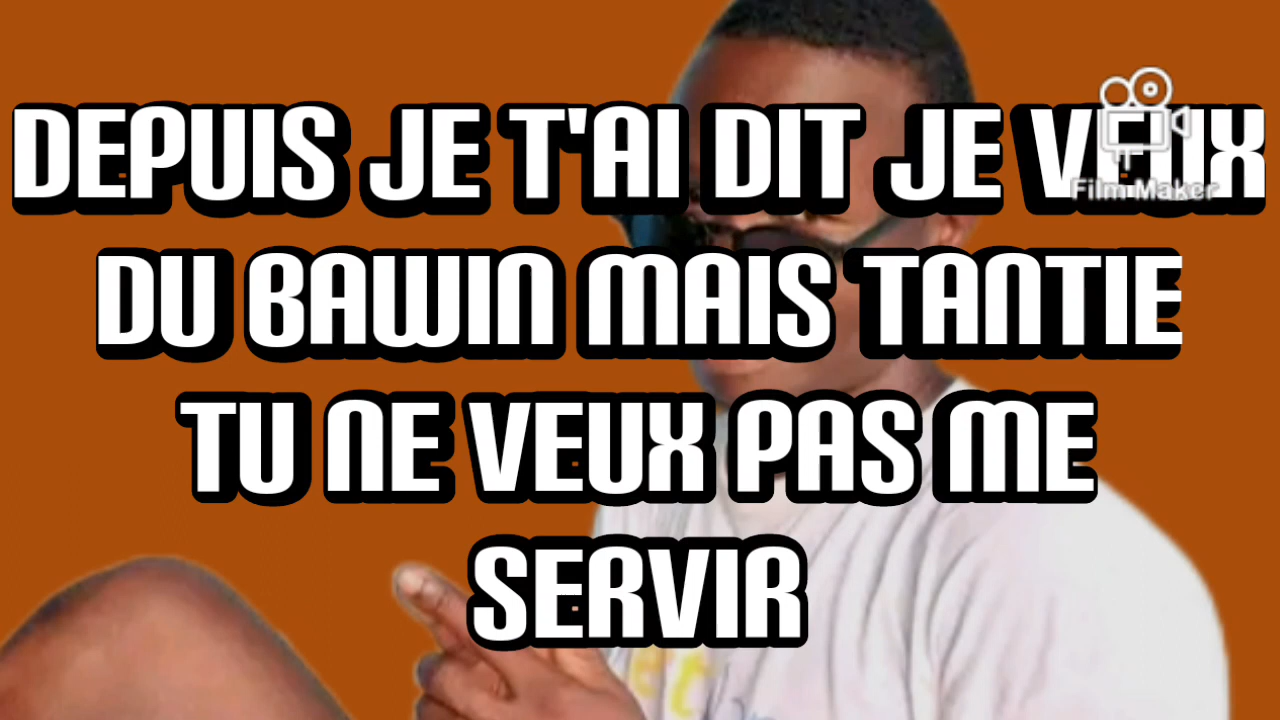 DEPUIS JE T'AI DIT JE VEUX
DU BAWIN MAIS TANTIE
TU NE VEUX PAS ME
SERVIR
Film Maker